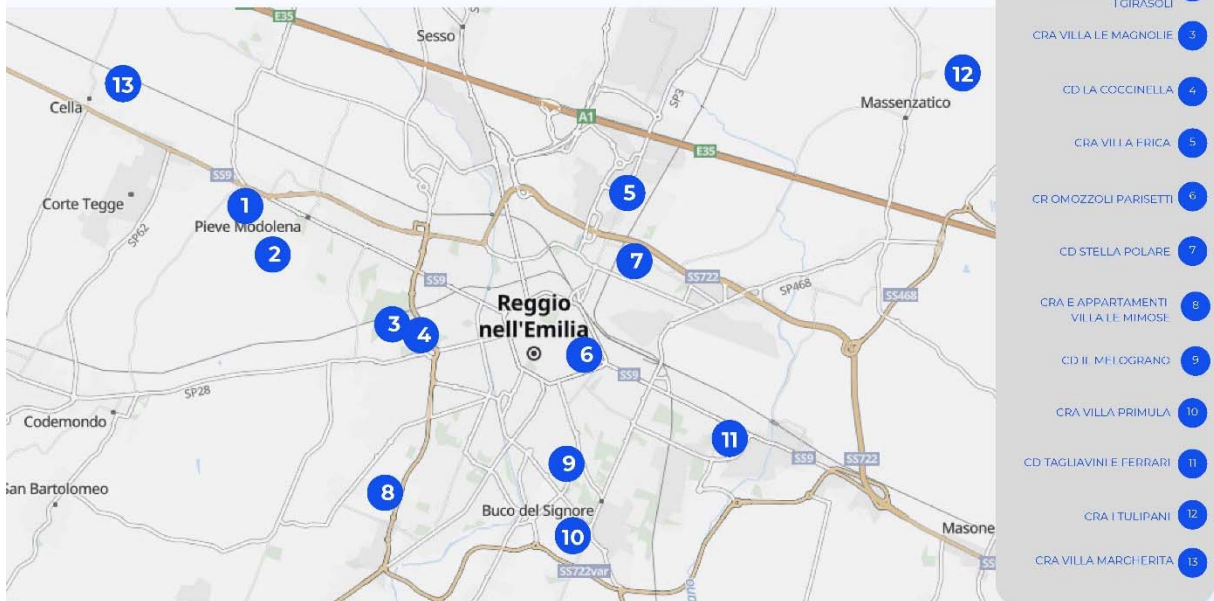 E35
Sesso
13
Cella
12
Massenzatico
SP3
A1
E35
SS9
Corte Tegge
1
5
Pieve Modolena
SP62
2
7
SS9
SS722
SP468
SS468
Reggio
nell'Emilia
3
4
6
SS9
SP28
Codemondo
11
9
SS9
SS722
San Bartolomeo
8
Buco del Signore
10
Masone
SS722var
I GIRASOLI
CRA VILLA LE MAGNOLIE 3
CD LA COCCINELLA 4
CRA VILLA ERICA 5
CR OMOZZOLI PARISETTI 6
CD STELLA POLARE 7
CRA E APPARTAMENTI
VILLA LE MIMOSE 8
CD IL MELOGRANO 9
CRA VILLA PRIMULA 10
CD TAGLIAVINI E FERRARI 11
CRA I TULIPANI 12
CRA VILLA MARGHERITA 13